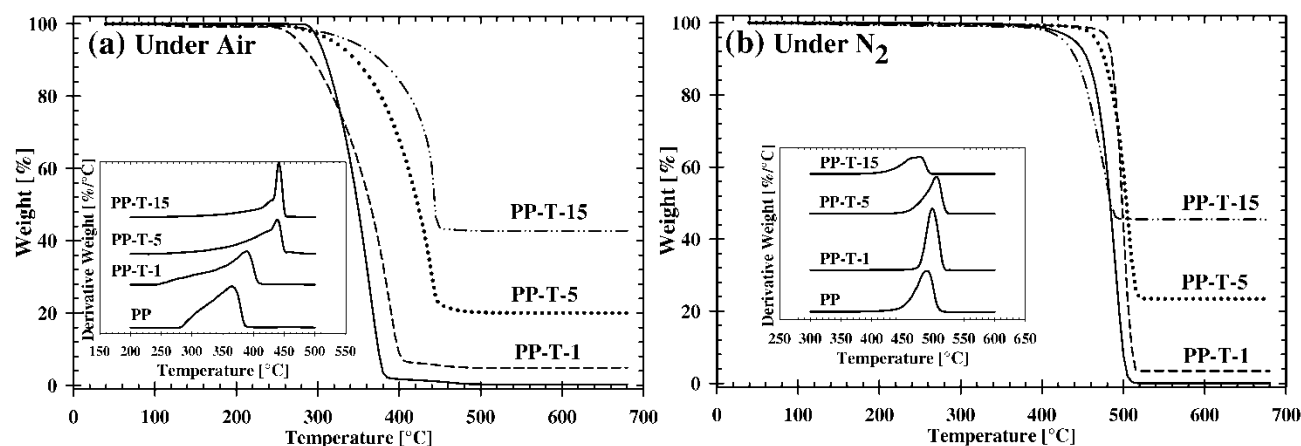 (a) Under Air
Weight [%]
100
80
60
40
20
0
PP-T-15
PP-T-5
PP-T-1
Derivative Weight [%/°C]
PP-T-15
PP-T-5
PP-T-1
PP
150 200 250 300 350 400 450 500 550
Temperature [°C]
0 100 200 300 400 500 600 700
Temperature [°C]
(b) Under N2
Weight [%]
100
80
60
40
20
0
PP-T-15
PP-T-5
PP-T-1
Derivative Weight [%/°C]
PP-T-15
PP-T-5
PP-T-1
PP
250 300 350 400 450 500 550 600 650
Temperature [°C]
0 100 200 300 400 500 600 700
Temperature [°C]